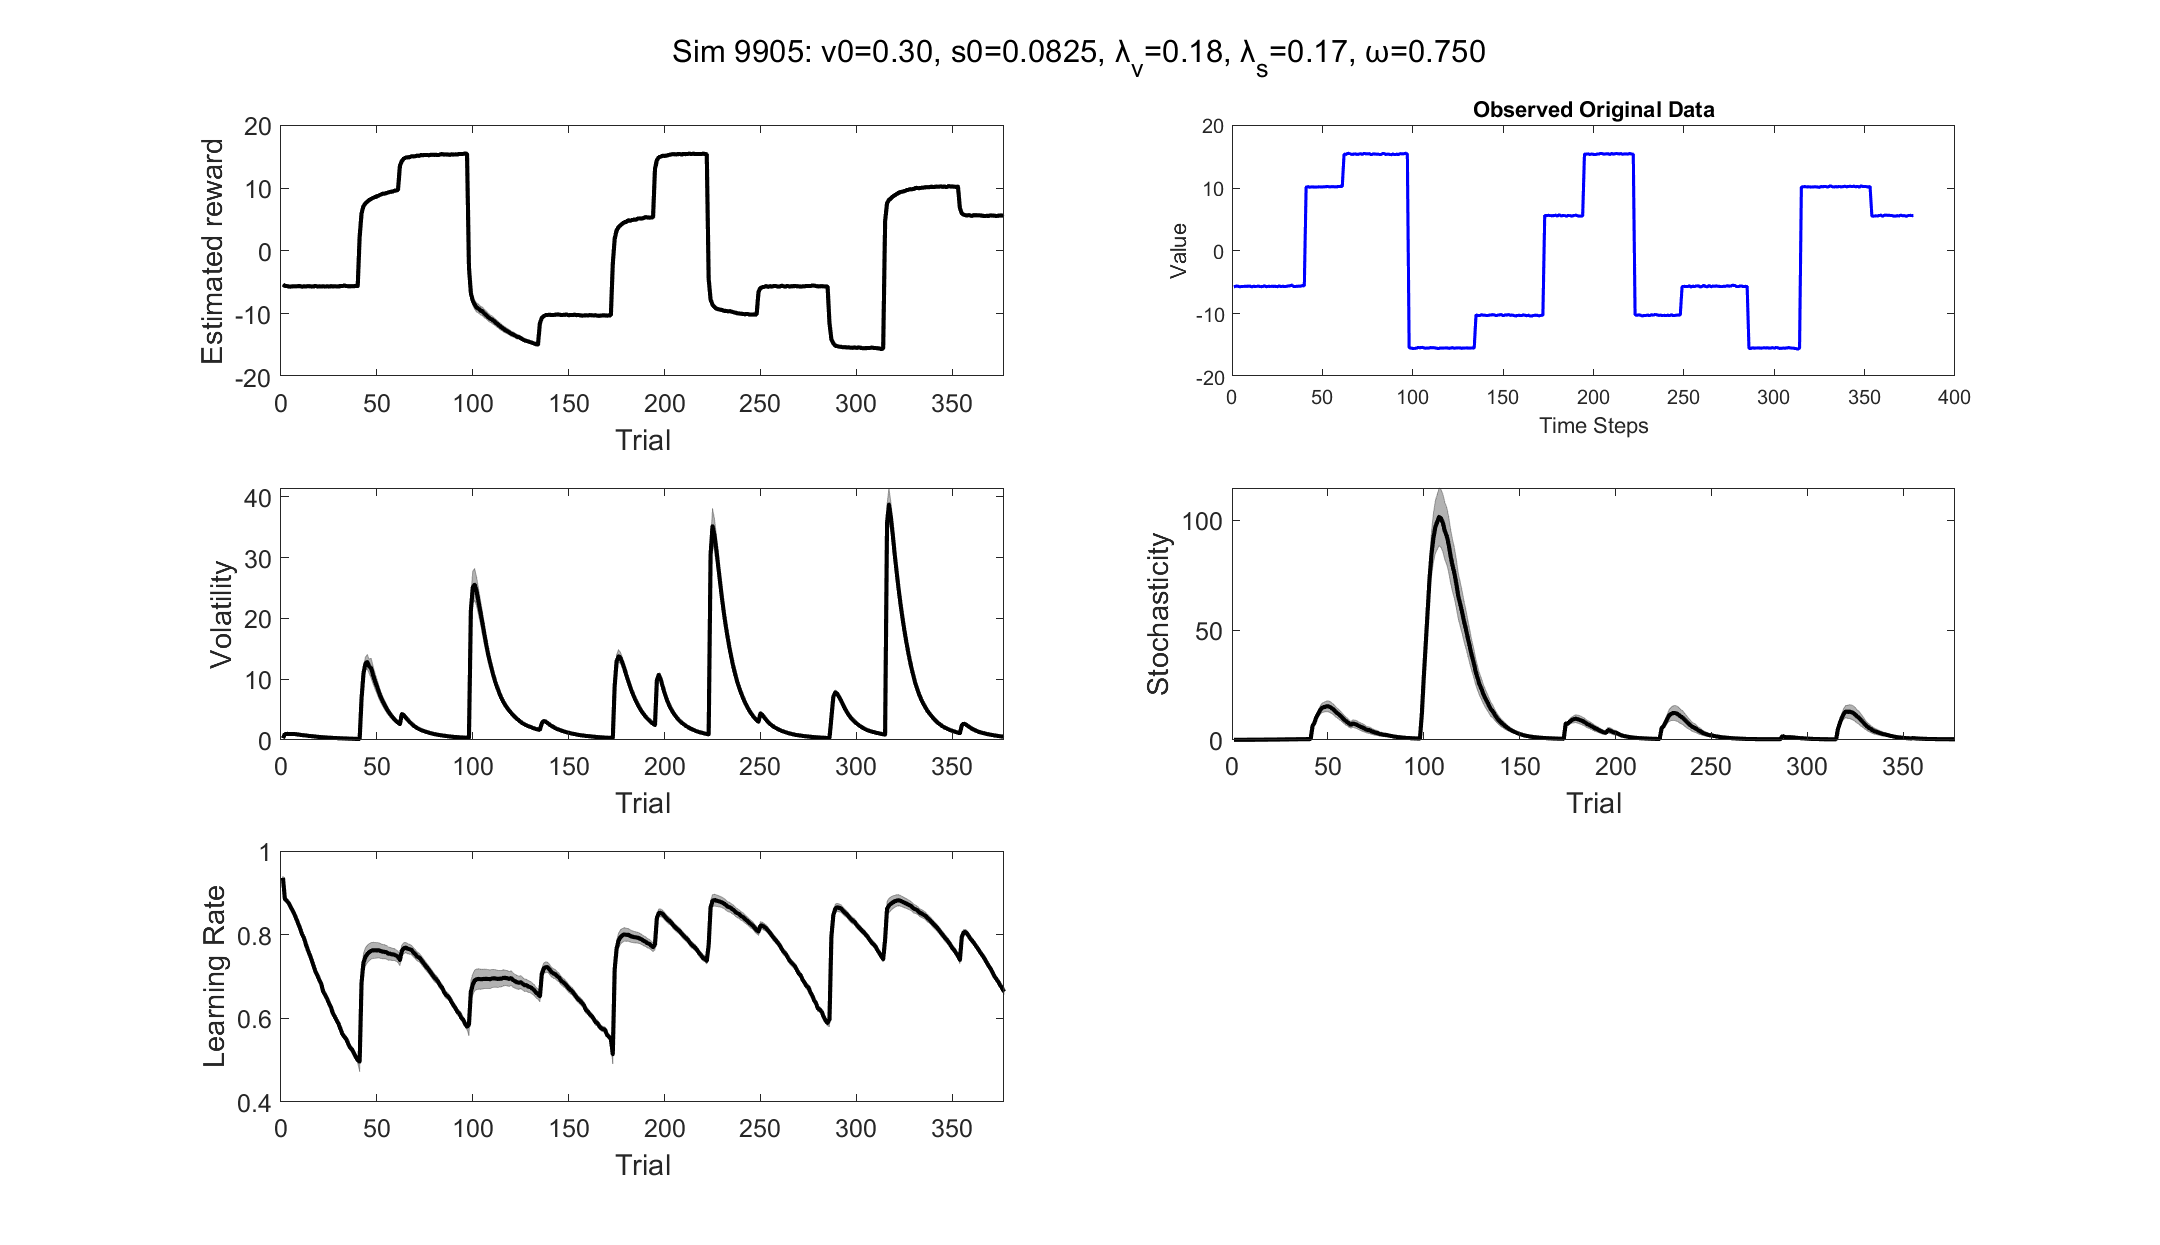 Sim 9905: v0=0.30, s0=0.0825, λ_v=0.18, λ_s=0.17, ω=0.750
20
10
0
-10
-20
Estimated reward
0 50 100 150 200 250 300 350
Trial
Observed Original Data
20
10
0
-10
-20
Value
0 50 100 150 200 250 300 350 400
Time Steps
40
30
20
10
0
Volatility
0 50 100 150 200 250 300 350
Trial
100
50
0
Stochasticity
0 50 100 150 200 250 300 350
Trial
1
0.8
0.6
0.4
Learning Rate
0 50 100 150 200 250 300 350
Trial